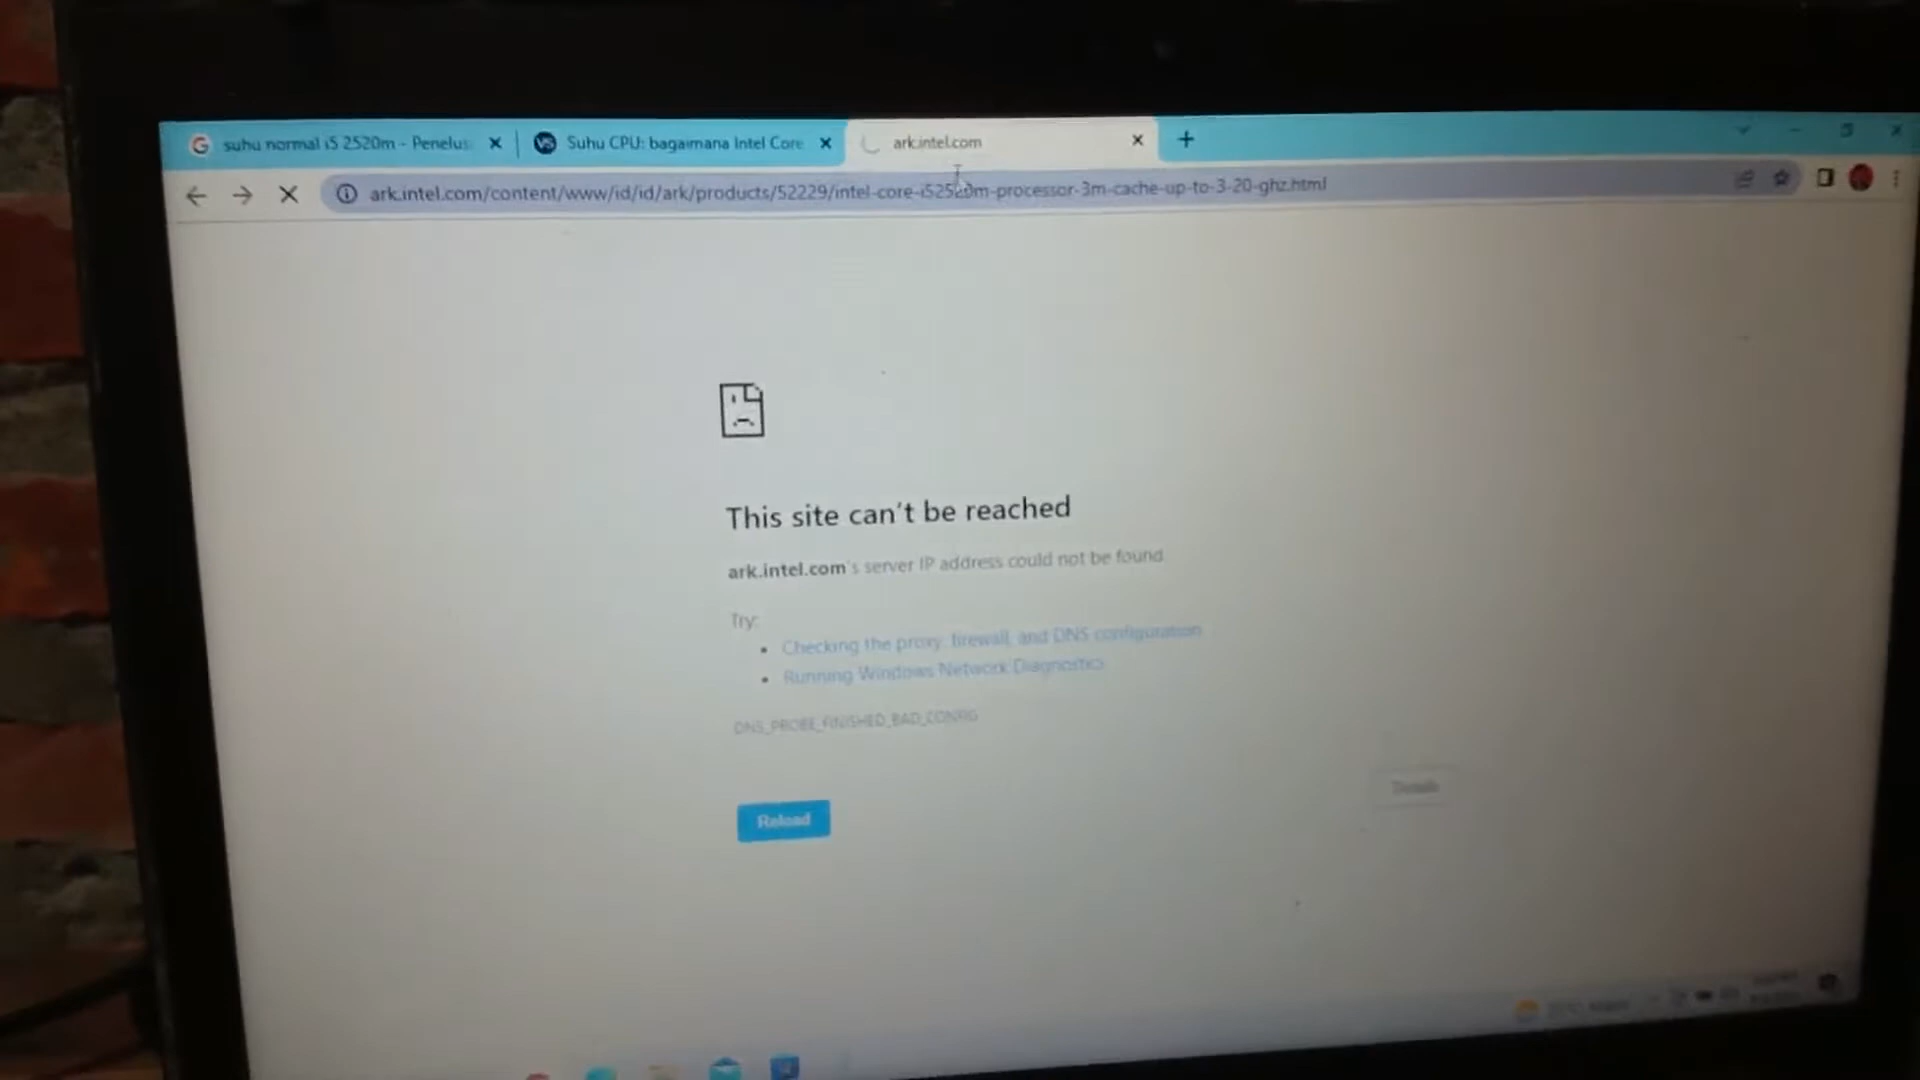 suhu normal i5 2520m - Penelus
Suhu CPU: bagaimana Intel Core
ark.intel.com
ark.intel.com/content/www/id/id/ark/products/52229/intel-core-i52520m-processor-3m-cache-up-to-3-20-ghz.html
This site can't be reached
ark.intel.com's server IP address could not be found
Try:
Checking the proxy, firewall, and DNS configuration
Running Windows Network Diagnostics
DNS_PROBE_FINISHED_BAD_CONFIG
Details
Reload